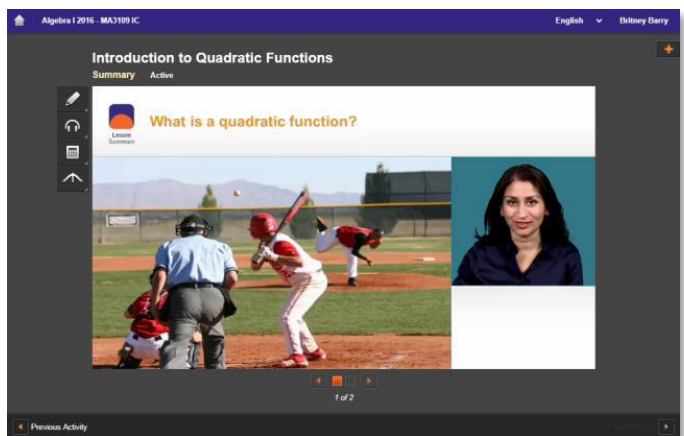 Algebra I 2016 - MA3109 IC
English
Britney Barry
Introduction to Quadratic Functions
Summary Active
Lesson
Summary
What is a quadratic function?
1 of 2
Previous Activity